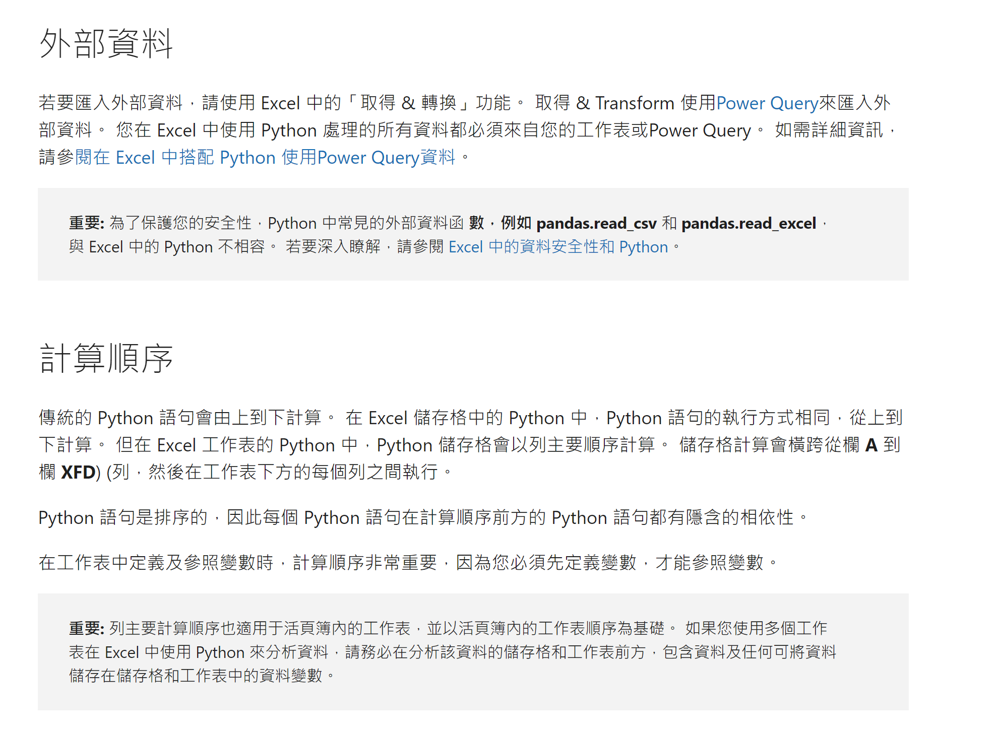 外部資料
若要匯入外部資料，請使用 Excel 中的「取得 & 轉換」功能。 取得 & Transform 使用Power Query來匯入外
部資料。 您在 Excel 中使用 Python 處理的所有資料都必須來自您的工作表或Power Query。 如需詳細資訊，
請參閱在 Excel 中搭配 Python 使用Power Query資料。
重要: 為了保護您的安全性，Python 中常見的外部資料函 數，例如 pandas.read_csv 和 pandas.read_excel，
與 Excel 中的 Python 不相容。 若要深入瞭解，請參閱 Excel 中的資料安全性和 Python。
計算順序
傳統的 Python 語句會由上到下計算。 在 Excel 儲存格中的 Python 中，Python 語句的執行方式相同，從上到
下計算。 但在 Excel 工作表的 Python 中，Python 儲存格會以列主要順序計算。 儲存格計算會橫跨從欄 A 到
欄 XFD) (列，然後在工作表下方的每個列之間執行。
Python 語句是排序的，因此每個 Python 語句在計算順序前方的 Python 語句都有隱含的相依性。
在工作表中定義及參照變數時，計算順序非常重要，因為您必須先定義變數，才能參照變數。
重要: 列主要計算順序也適用于活頁簿內的工作表，並以活頁簿內的工作表順序為基礎。 如果您使用多個工作
表在 Excel 中使用 Python 來分析資料，請務必在分析該資料的儲存格和工作表前方，包含資料及任何可將資料
儲存在儲存格和工作表中的資料變數。